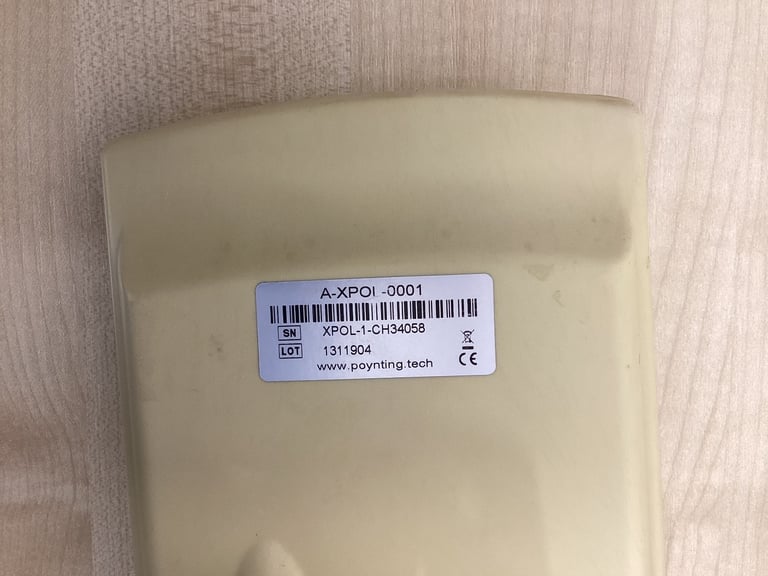 A-XPOL-0001
SN XPOL-1-CH34058
LOT 1311904
www.poynting.tech
CE